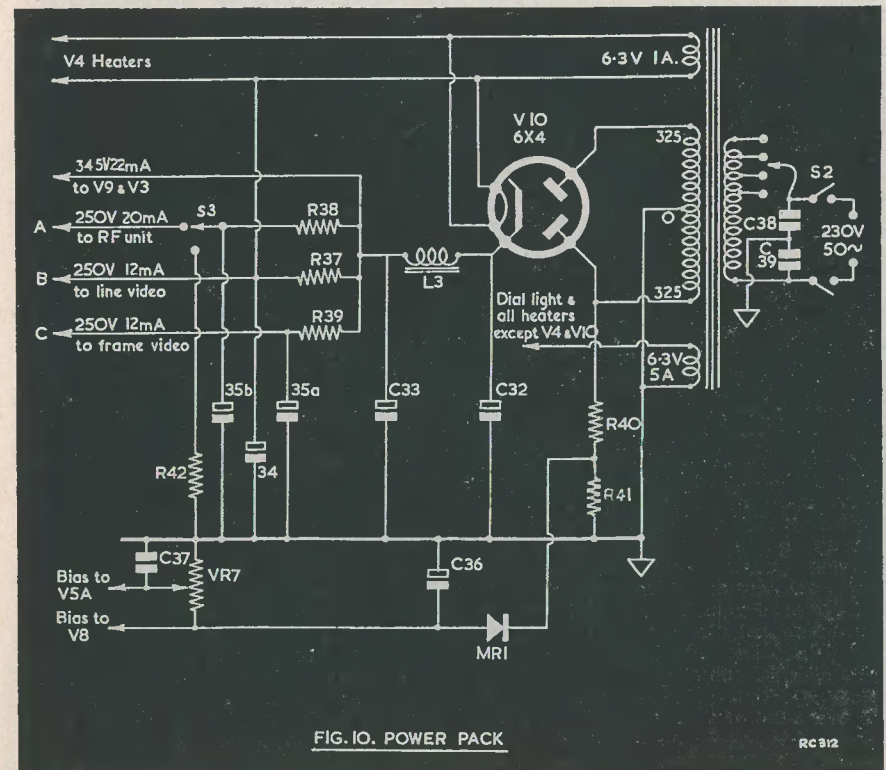 V4 Heaters
6·3V 1A.
V10
6X4
325
345V 22mA
to V9 & V3
S3
A
250V 20mA
to RF unit
R38
S2
O
C38
B
250V 12mA
to line video
R37
C
39
230V
50~
L3
C
250V 12mA
to frame video
R39
Dial light &
all heaters
except V4 & V10
325
6·3V
5A
35b
35a
C33
C32
R40
R42
34
R41
C37
VR7
C36
Bias to
V5A
Bias to
V8
MR1
FIG. 10. POWER PACK
RC312